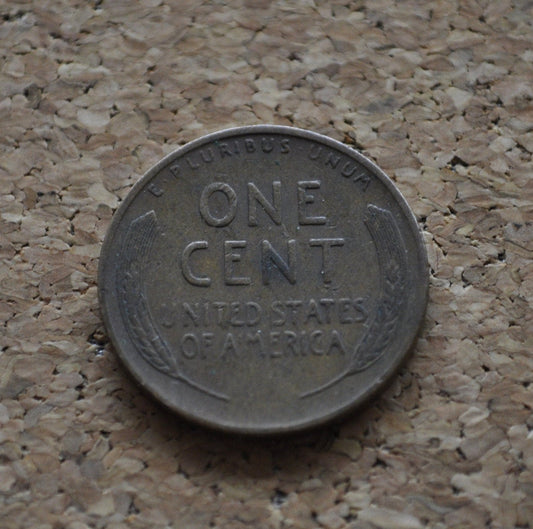 E PLURIBUS UNUM
ONE
CENT
UNITED STATES
OF AMERICA